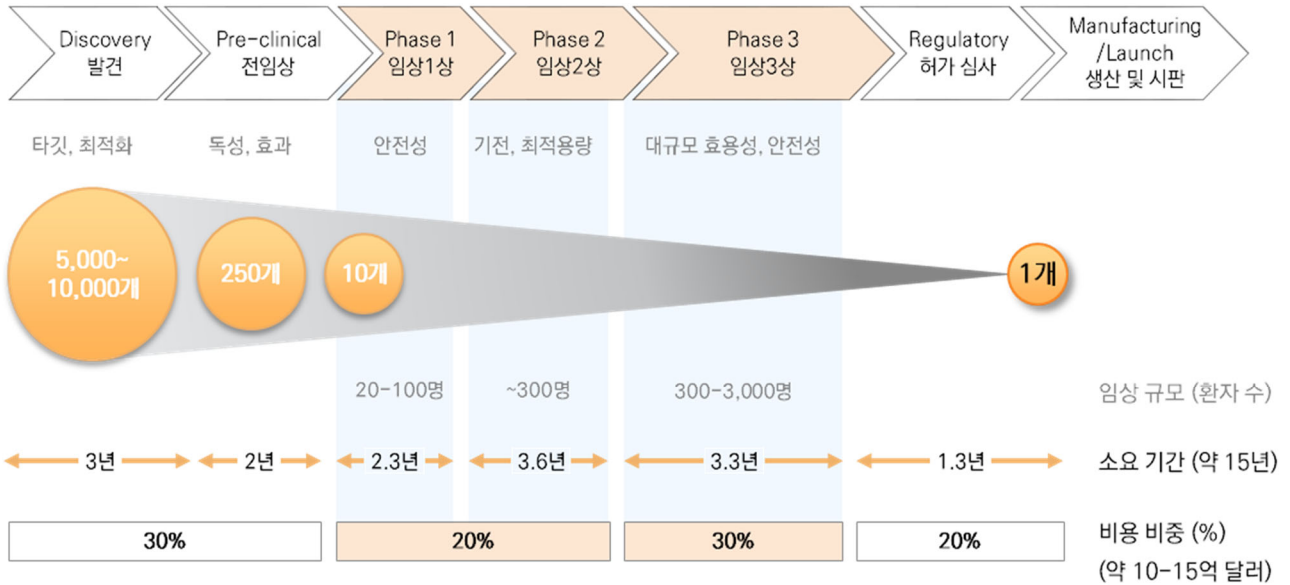 Discovery
발견
Pre-clinical
전임상
Phase 1
임상1상
Phase 2
임상2상
Phase 3
임상3상
Regulatory
허가 심사
Manufacturing
/Launch
생산 및 시판
타깃, 최적화
독성, 효과
안전성
기전, 최적용량
대규모 효용성, 안전성
5,000~
10,000개
250개
10개
1개
20-100명
~300명
300-3,000명
임상 규모 (환자 수)
3년
2년
2.3년
3.6년
3.3년
1.3년
소요 기간 (약 15년)
30%
20%
30%
20%
비용 비중 (%)
(약 10-15억 달러)